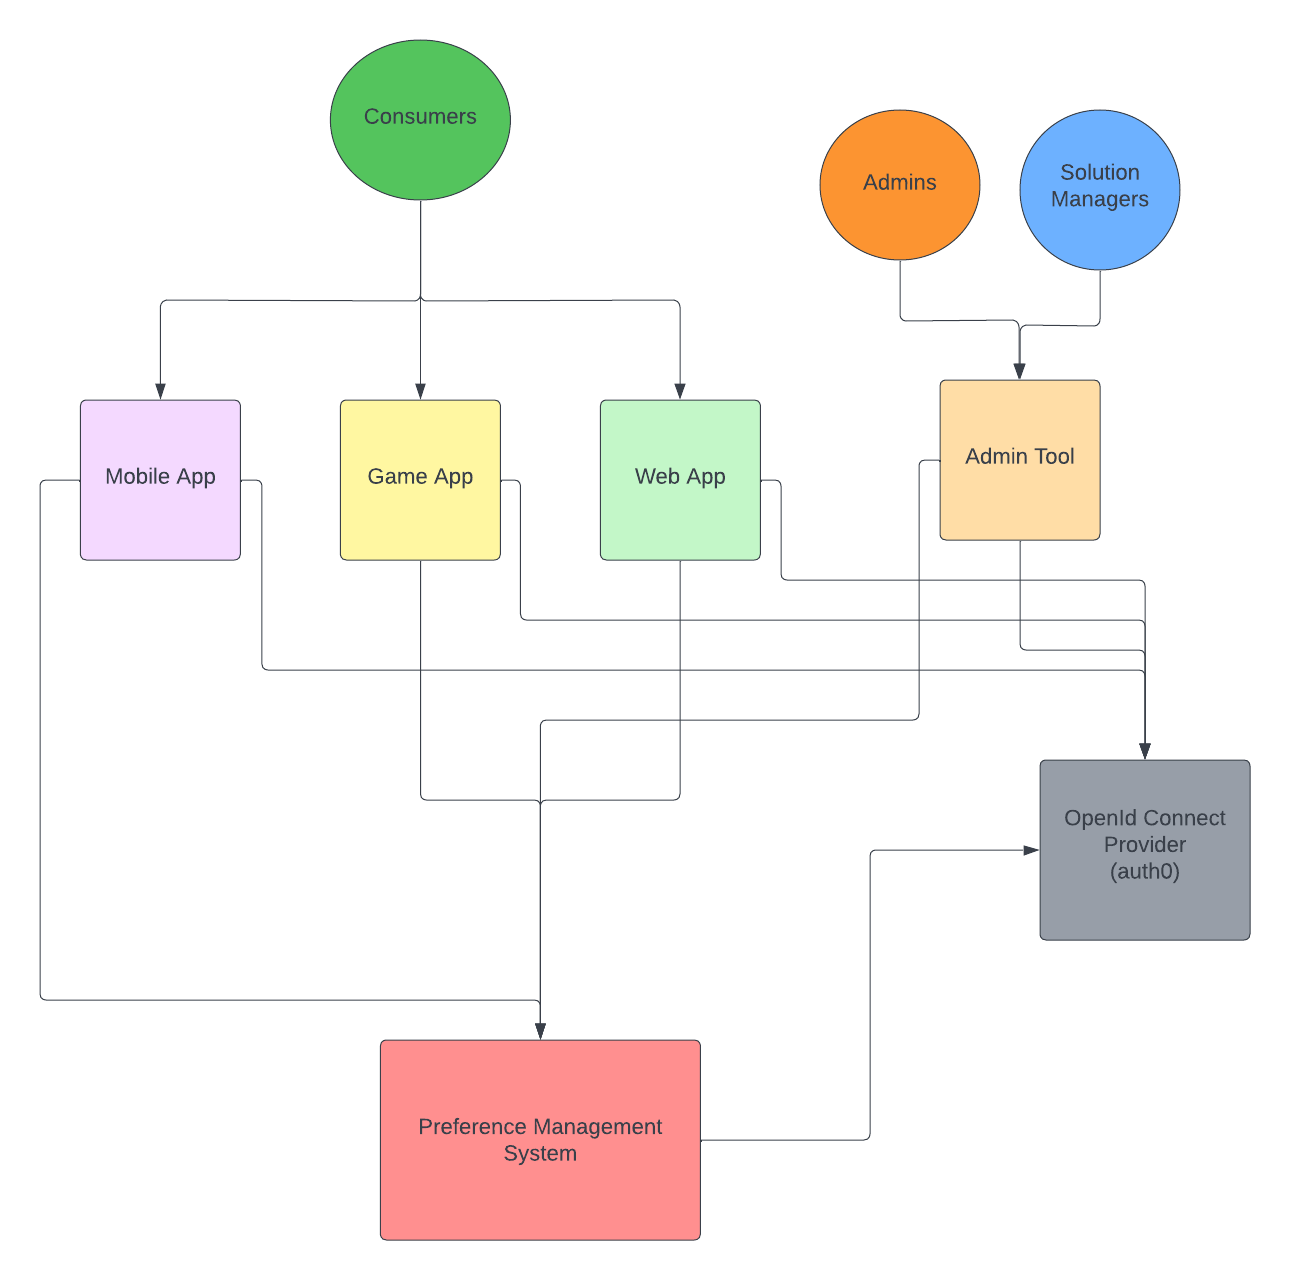 Consumers
Admins
Solution
Managers
Mobile App
Game App
Web App
Admin Tool
OpenId Connect
Provider
(auth0)
Preference Management
System